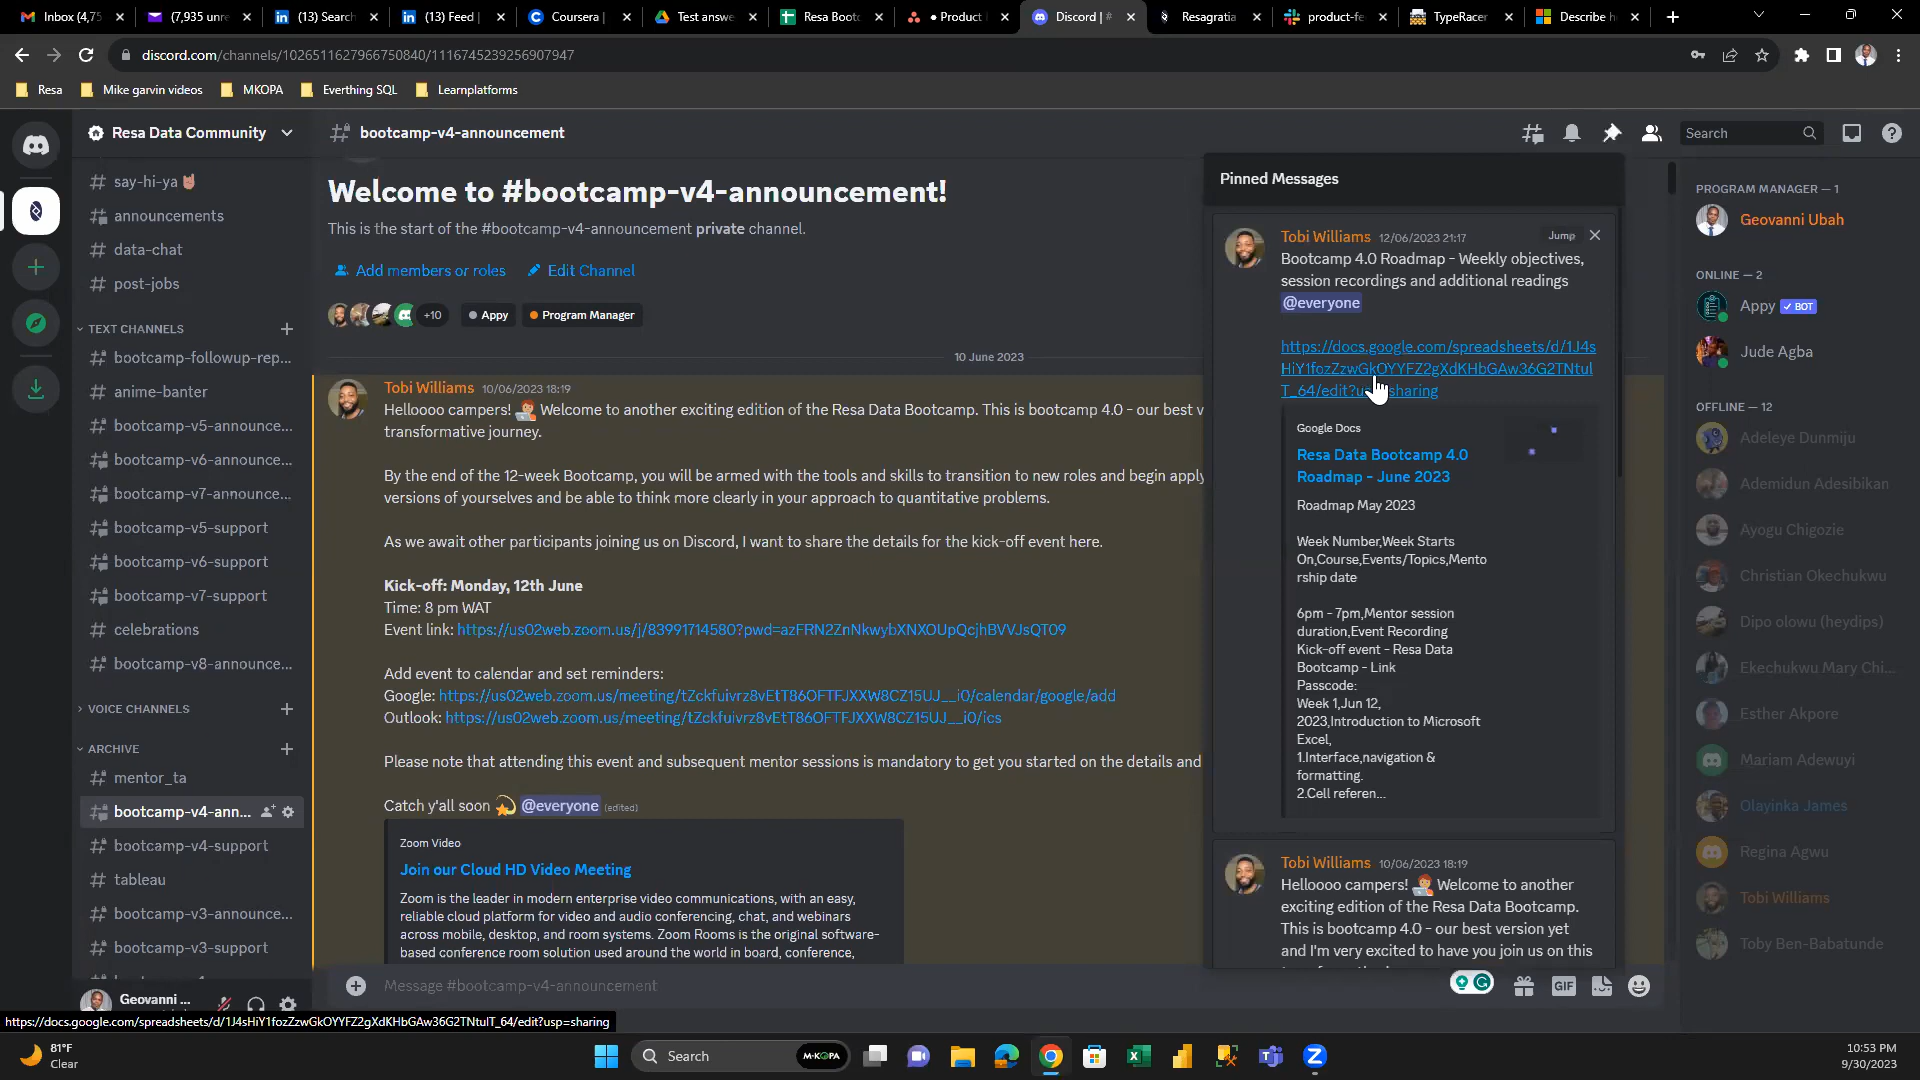 Inbox (4,75
(7,935 unre
(13) Search
(13) Feed |
Coursera |
Test answe
Resa Boot
• Product
Discord | #
Resagratia
product-fe
TypeRacer
Describe h
discord.com/channels/1026511627966750840/1116745239256907947
Resa
Mike garvin videos
MKOPA
Everthing SQL
Learnplatforms
Resa Data Community
say-hi-ya
announcements
data-chat
post-jobs
TEXT CHANNELS
bootcamp-followup-rep...
anime-banter
bootcamp-v5-announce...
bootcamp-v6-announce...
bootcamp-v7-announce...
bootcamp-v5-support
bootcamp-v6-support
bootcamp-v7-support
celebrations
bootcamp-v8-announce...
VOICE CHANNELS
ARCHIVE
mentor_ta
bootcamp-v4-ann...
bootcamp-v4-support
tableau
bootcamp-v3-announce...
bootcamp-v3-support
Geovanni ...
bootcamp-v4-announcement
Search
Welcome to #bootcamp-v4-announcement!
This is the start of the #bootcamp-v4-announcement private channel.
Add members or roles
Edit Channel
+10
Appy
Program Manager
10 June 2023
Tobi Williams 10/06/2023 18:19
Helloooo campers! Welcome to another exciting edition of the Resa Data Bootcamp. This is bootcamp 4.0 - our best v
transformative journey.
By the end of the 12-week Bootcamp, you will be armed with the tools and skills to transition to new roles and begin apply
versions of yourselves and be able to think more clearly in your approach to quantitative problems.
As we await other participants joining us on Discord, I want to share the details for the kick-off event here.
Kick-off: Monday, 12th June
Time: 8 pm WAT
Event link: https://us02web.zoom.us/j/83991714580?pwd=azFRN2ZnNkwybXNXOUpQcjhBVVJsQT09
Add event to calendar and set reminders:
Google: https://us02web.zoom.us/meeting/tZckfuivrz8vEtT86OFTFJXXW8CZ15UJ__i0/calendar/google/add
Outlook: https://us02web.zoom.us/meeting/tZckfuivrz8vEtT86OFTFJXXW8CZ15UJ__i0/ics
Please note that attending this event and subsequent mentor sessions is mandatory to get you started on the details and
Catch y'all soon @everyone (edited)
Zoom Video
Join our Cloud HD Video Meeting
Zoom is the leader in modern enterprise video communications, with an easy,
reliable cloud platform for video and audio conferencing, chat, and webinars
across mobile, desktop, and room systems. Zoom Rooms is the original software-
based conference room solution used around the world in board, conference,
Message #bootcamp-v4-announcement
GIF
Pinned Messages
Tobi Williams 12/06/2023 21:17
Jump
Bootcamp 4.0 Roadmap - Weekly objectives,
session recordings and additional readings
@everyone
https://docs.google.com/spreadsheets/d/1J4s
HiY1fozZzwGkOYYFZ2gXdKHbGAw36G2TNtul
T_64/edit?u sharing
Google Docs
Resa Data Bootcamp 4.0
Roadmap - June 2023
Roadmap May 2023
Week Number,Week Starts
On,Course,Events/Topics,Mento
rship date
6pm - 7pm,Mentor session
duration,Event Recording
Kick-off event - Resa Data
Bootcamp - Link
Passcode:
Week 1,Jun 12,
2023,Introduction to Microsoft
Excel,
1.Interface,navigation &
formatting.
2.Cell referen...
Tobi Williams 10/06/2023 18:19
Helloooo campers! Welcome to another
exciting edition of the Resa Data Bootcamp.
This is bootcamp 4.0 - our best version yet
and I'm very excited to have you join us on this
PROGRAM MANAGER — 1
Geovanni Ubah
ONLINE — 2
Appy BOT
Jude Agba
OFFLINE — 12
Adeleye Dunmiju
Ademidun Adesibikan
Ayogu Chigozie
Christian Okechukwu
Dipo olowu (heydips)
Ekechukwu Mary Chi...
Esther Akpore
Mariam Adewuyi
Olayinka James
Regina Agwu
Tobi Williams
Toby Ben-Babatunde
https://docs.google.com/spreadsheets/d/1J4sHiY1fozZzwGkOYYFZ2gXdKHbGAw36G2TNtulT_64/edit?usp=sharing
81°F
Clear
Search
M-KOPA
10:53 PM
9/30/2023